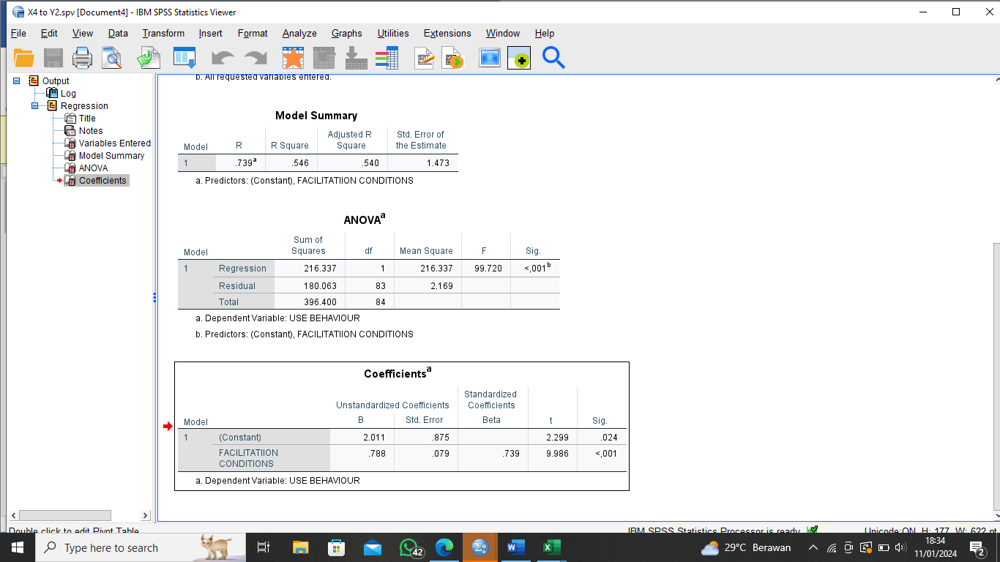 X4 to Y2.spv [Document4] - IBM SPSS Statistics Viewer
File Edit View Data Transform Insert Format Analyze Graphs Utilities Extensions Window Help
Output
Log
Regression
Title
Notes
Variables Entered
Model Summary
ANOVA
Coefficients
b. All requested variables entered.
Model Summary
Model R R Square Adjusted R Square Std. Error of the Estimate
1 .739a .546 .540 1.473
a. Predictors: (Constant), FACILITATIION CONDITIONS
ANOVAa
Model Sum of Squares df Mean Square F Sig.
1 Regression 216.337 1 216.337 99.720 <,001b
Residual 180.063 83 2.169
Total 396.400 84
a. Dependent Variable: USE BEHAVIOUR
b. Predictors: (Constant), FACILITATIION CONDITIONS
Coefficientsa
Unstandardized Coefficients Standardized Coefficients
Model B Std. Error Beta t Sig.
1 (Constant) 2.011 .875 2.299 .024
FACILITATIION CONDITIONS .788 .079 .739 9.986 <,001
a. Dependent Variable: USE BEHAVIOUR
Double click to edit Pivot Table
IBM SPSS Statistics Processor is ready
Unicode:ON H: 177, W: 622 pt
Type here to search
42
29°C Berawan
18:34
11/01/2024
2